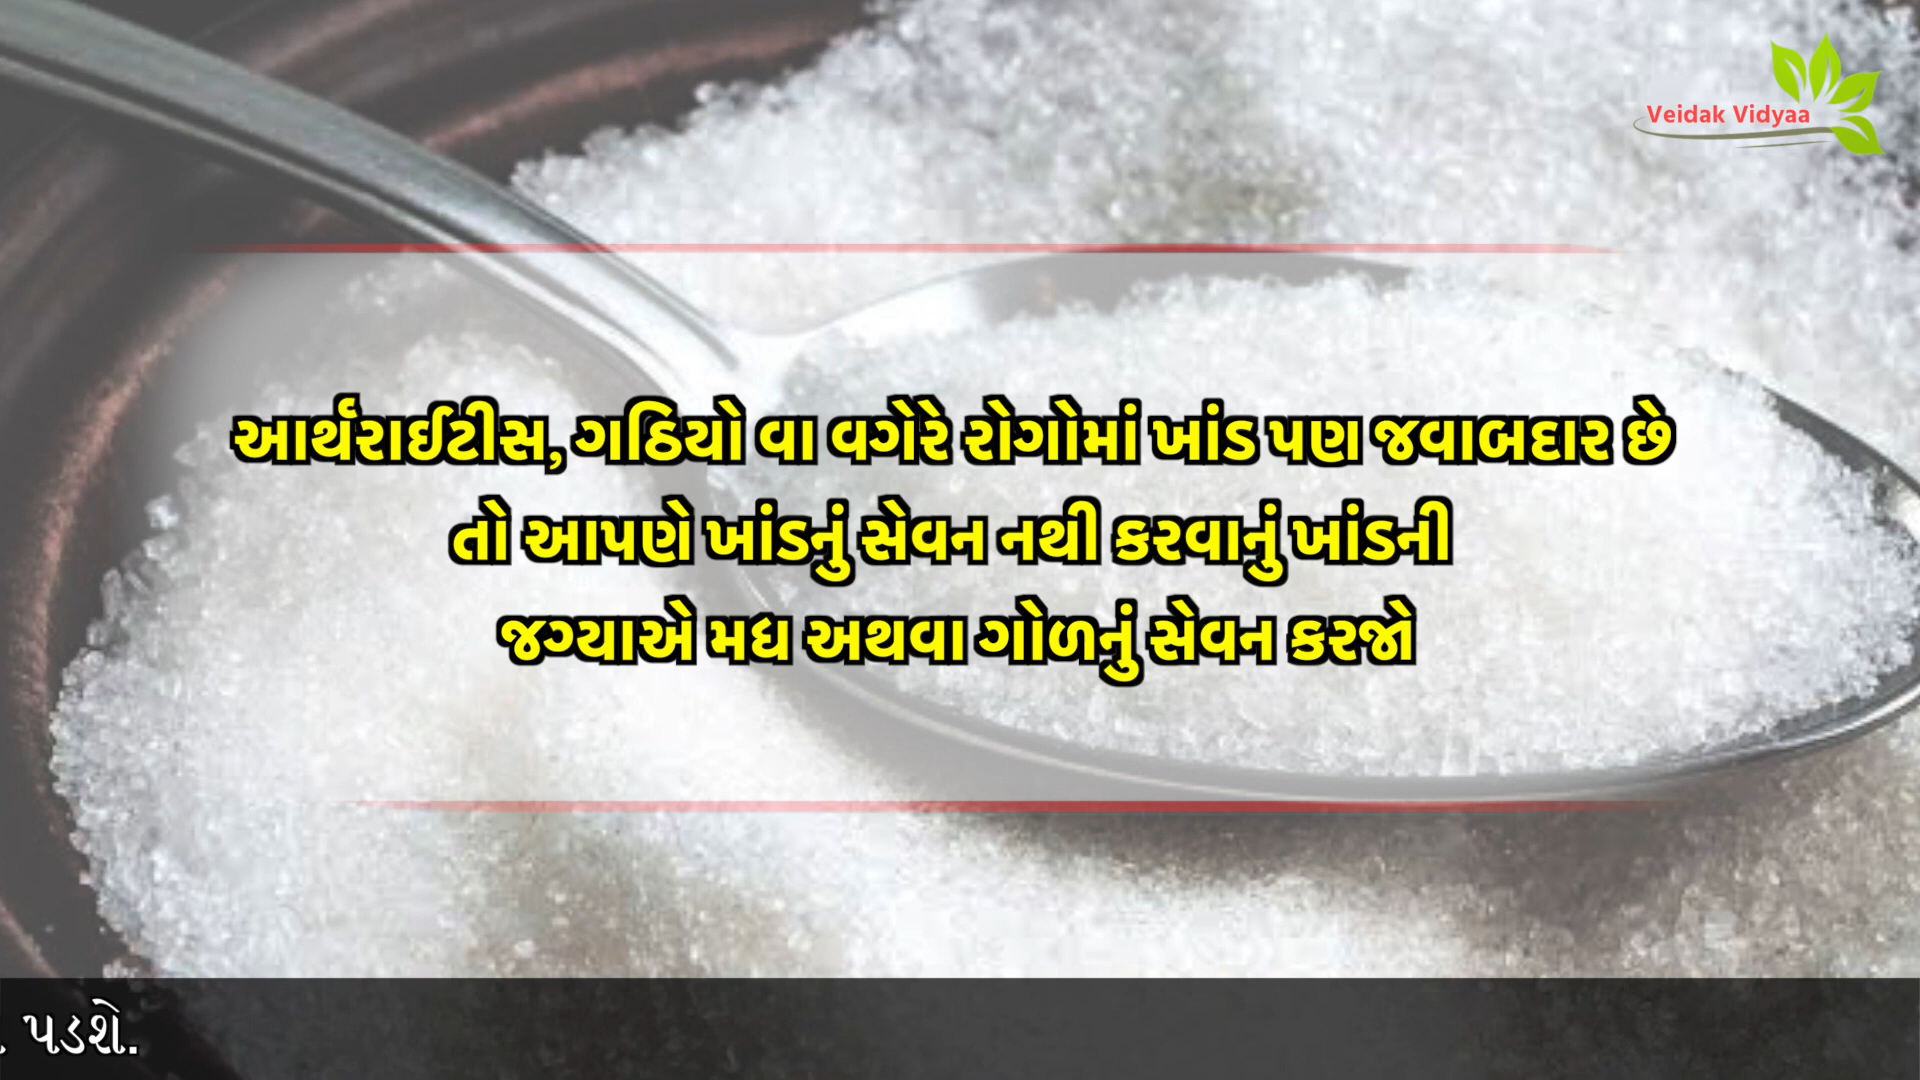 Veidak Vidyaa
આર્થરાઈટીસ, ગઠિયો વા વગેરે રોગોમાં ખાંડ પણ જવાબદાર છે
તો આપણે ખાંડનું સેવન નથી કરવાનું ખાંડની
જગ્યાએ મધ અથવા ગોળનું સેવન કરજો
પડશે.